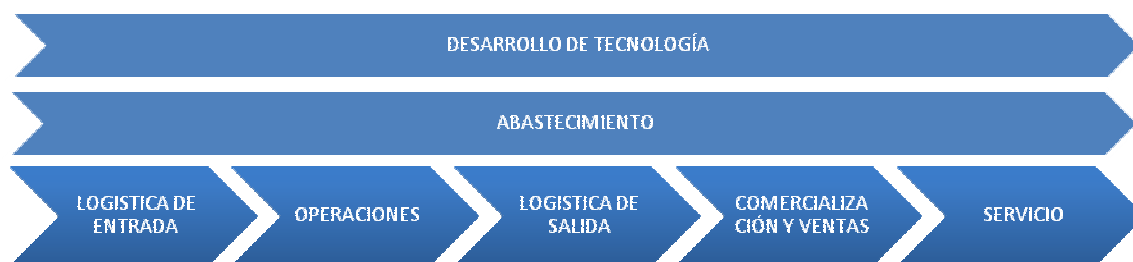 DESARROLLO DE TECNOLOGÍA
ABASTECIMIENTO
LOGISTICA DE
ENTRADA
OPERACIONES
LOGISTICA DE
SALIDA
COMERCIALIZA
CIÓN Y VENTAS
SERVICIO